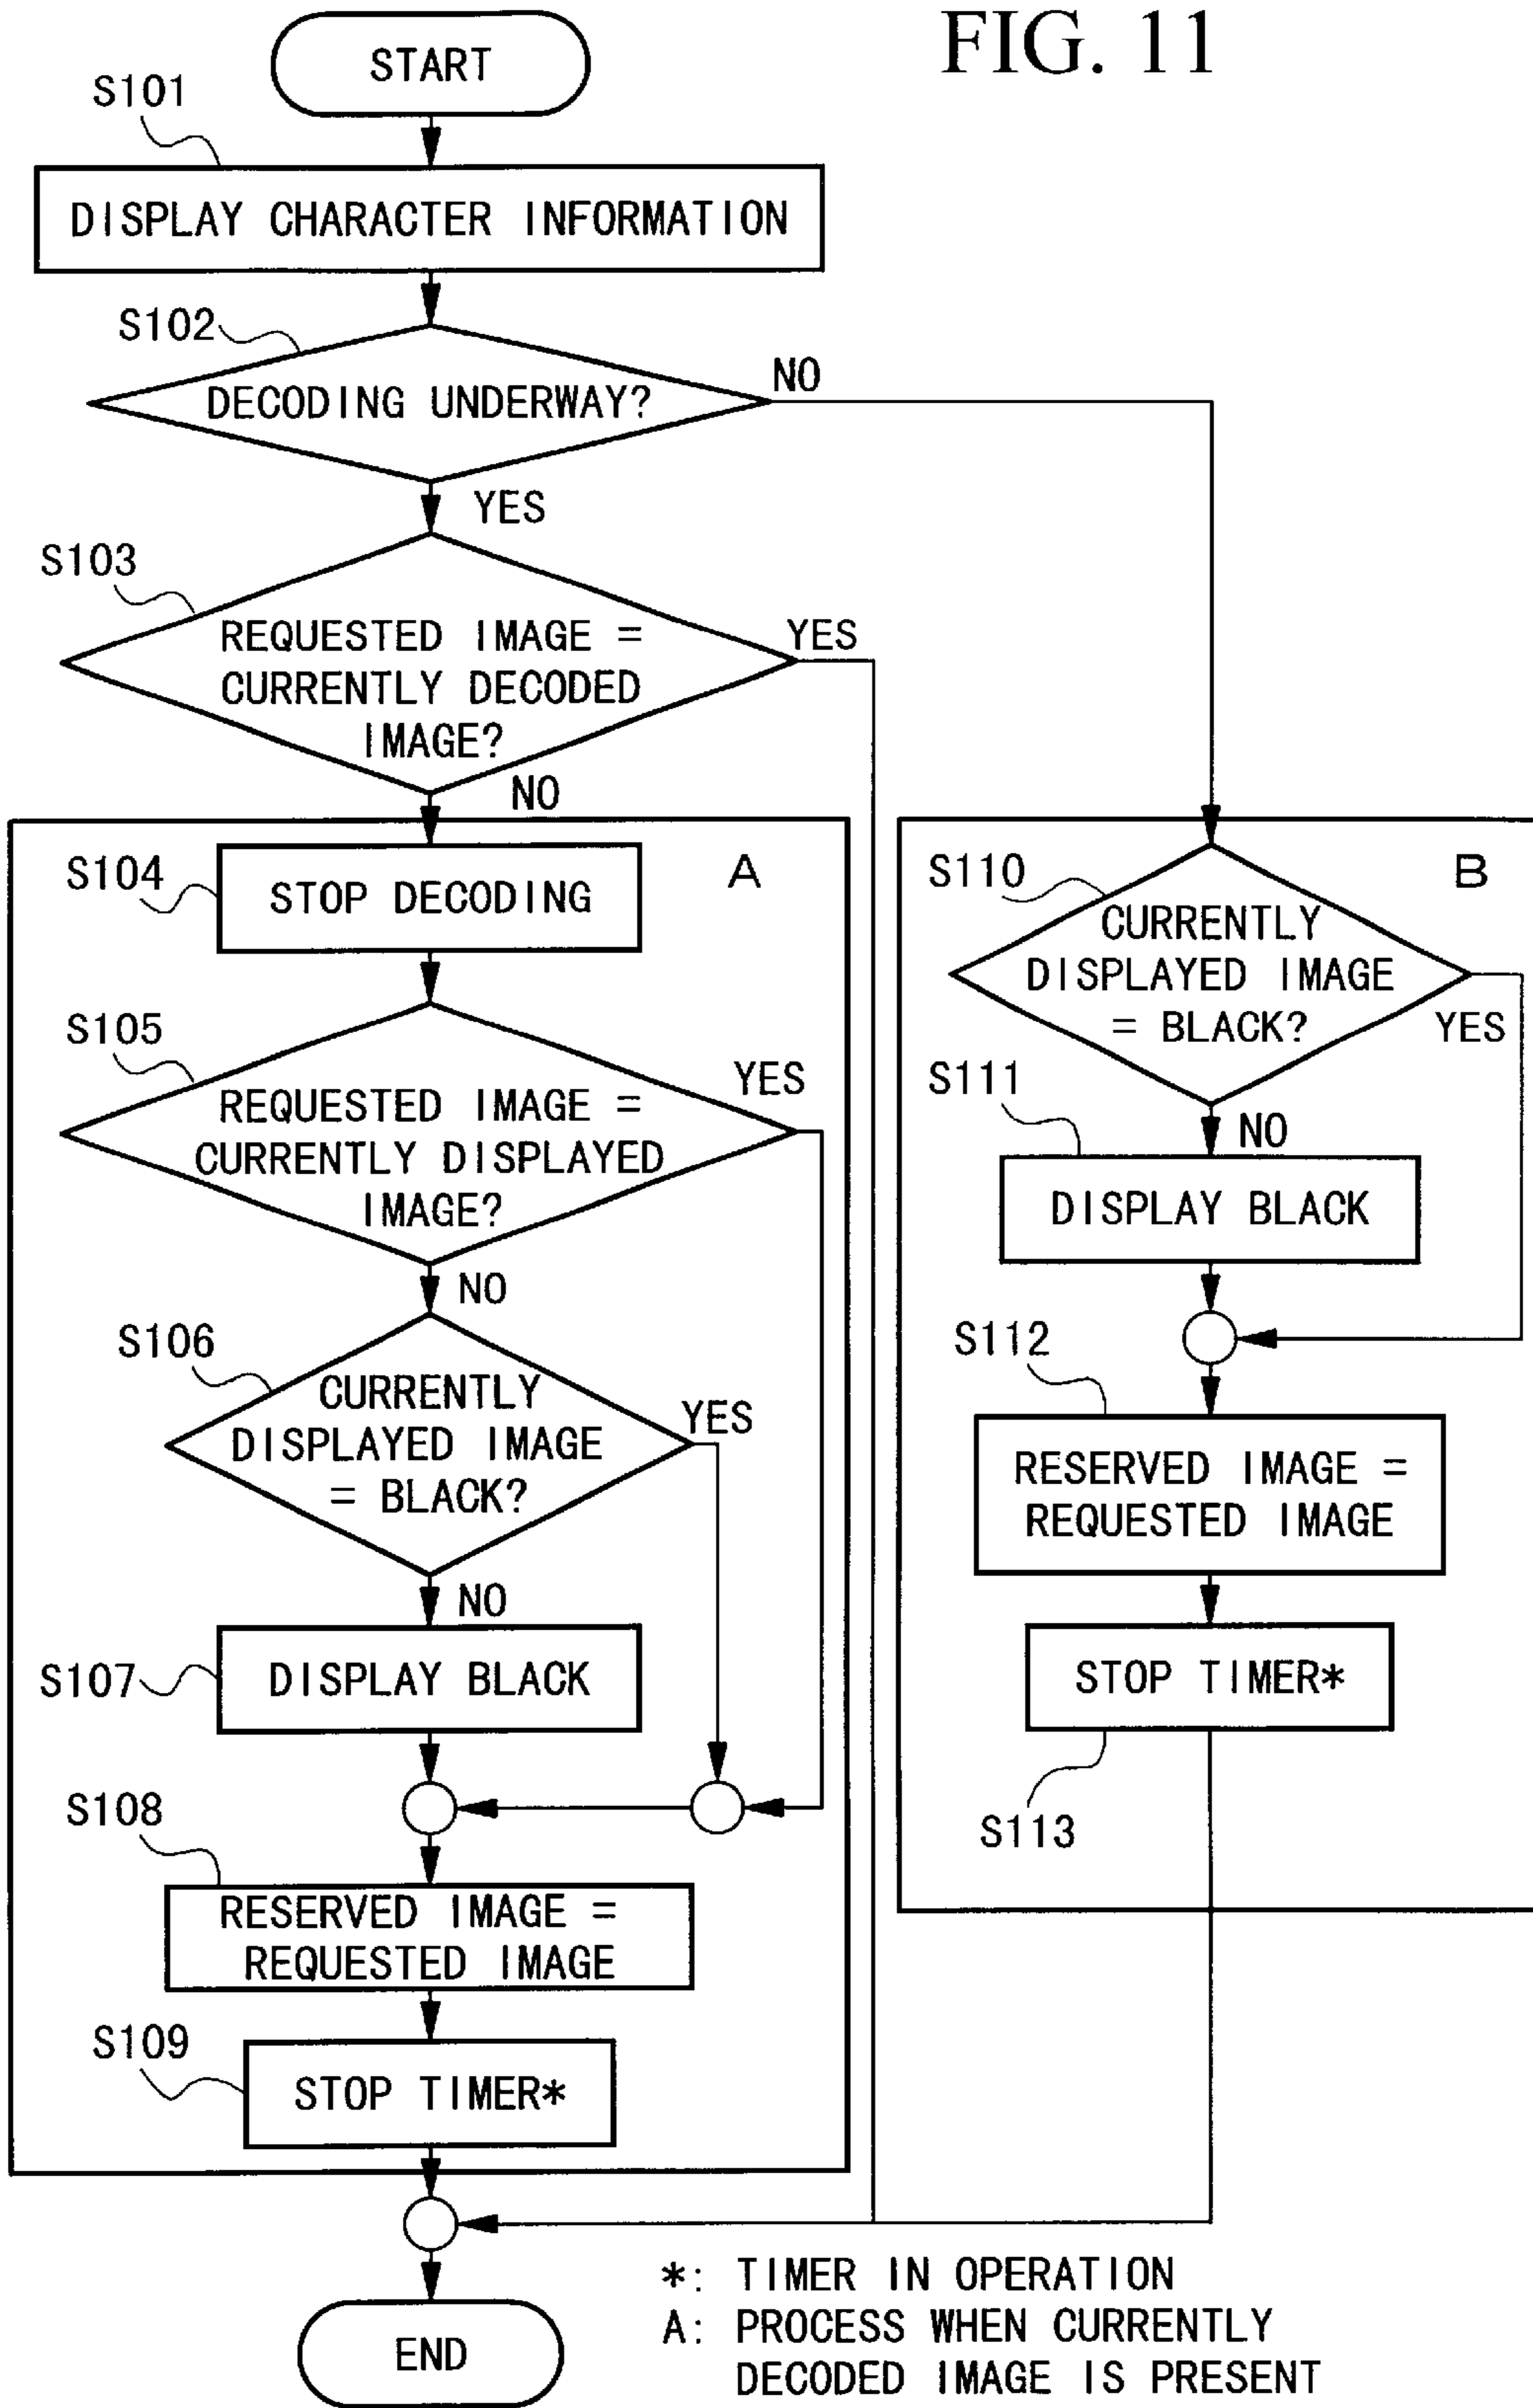 FIG. 11
START
S101
DISPLAY CHARACTER INFORMATION
S102
DECODING UNDERWAY?
NO
YES
S103
REQUESTED IMAGE =
CURRENTLY DECODED
IMAGE?
YES
NO
A
S104
STOP DECODING
S105
REQUESTED IMAGE =
CURRENTLY DISPLAYED
IMAGE?
YES
NO
S106
CURRENTLY
DISPLAYED IMAGE
= BLACK?
YES
NO
S107
DISPLAY BLACK
S108
RESERVED IMAGE =
REQUESTED IMAGE
S109
STOP TIMER*
B
S110
CURRENTLY
DISPLAYED IMAGE
= BLACK?
YES
NO
S111
DISPLAY BLACK
S112
RESERVED IMAGE =
REQUESTED IMAGE
STOP TIMER*
S113
END
*: TIMER IN OPERATION
A: PROCESS WHEN CURRENTLY
DECODED IMAGE IS PRESENT